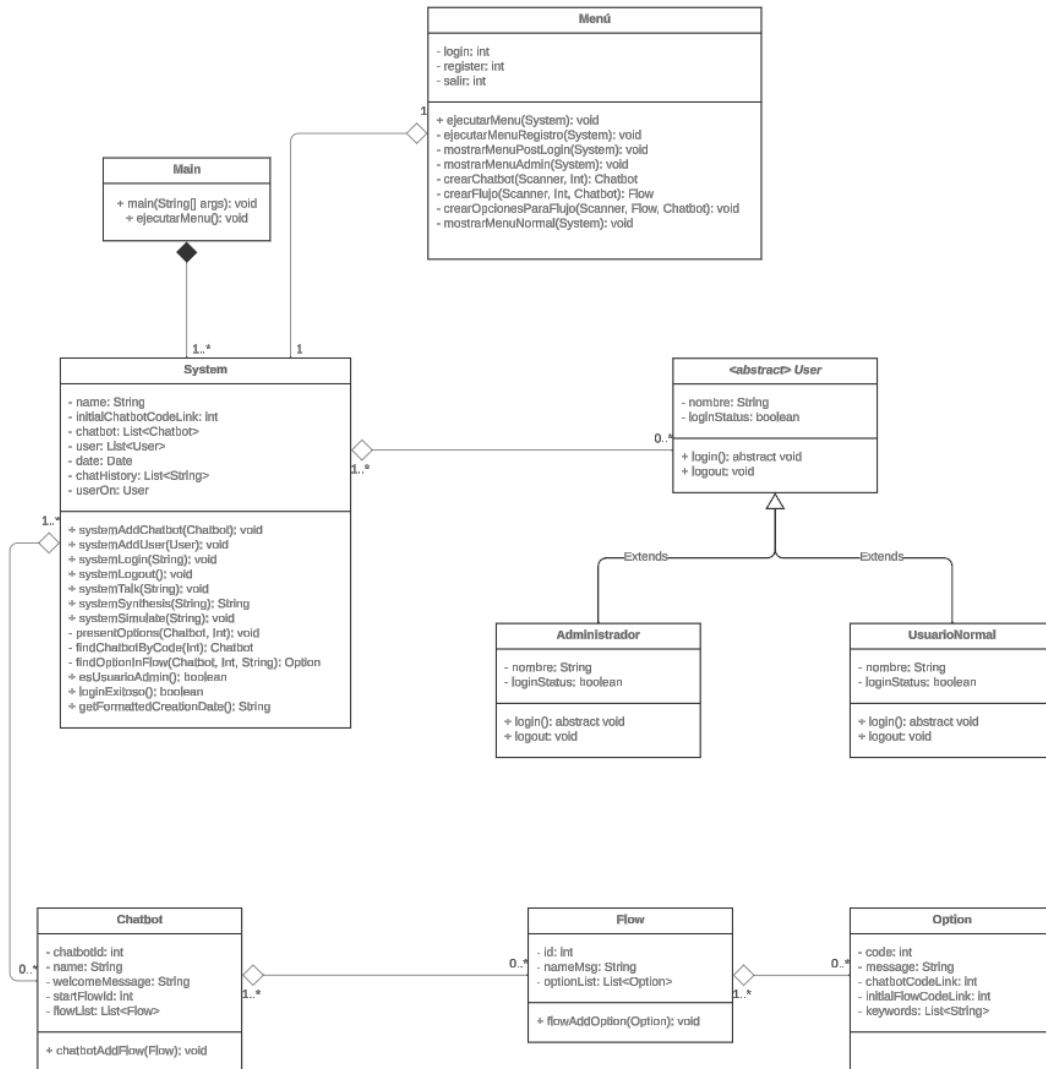 Menú
- login: int
- register: int
- salir: int
+ ejecutarMenu(System): void
- ejecutarMenuRegistro(System): void
- mostrarMenuPostLogin(System): void
- mostrarMenuAdmin(System): void
- crearChatbot(Scanner, Int): Chatbot
- crearFlujo(Scanner, Int, Chatbot): Flow
- crearOpcionesParaFlujo(Scanner, Flow, Chatbot): void
- mostrarMenuNormal(System): void
1
Main
+ main(String[] args): void
+ ejecutarMenu(): void
1..*
1
System
- name: String
- initialChatbotCodeLink: int
- chatbot: List<Chatbot>
- user: List<User>
- date: Date
- chatHistory: List<String>
- userOn: User
+ systemAddChatbot(Chatbot): void
+ systemAddUser(User): void
+ systemLogin(String): void
+ systemLogout(): void
+ systemTalk(String): void
+ systemSynthesis(String): String
+ systemSimulate(String): void
- presentOptions(Chatbot, Int): void
- findChatbotByCode(Int): Chatbot
- findOptionInFlow(Chatbot, Int, String): Option
+ esUsuarioAdmin(): boolean
+ loginExitoso(): boolean
+ getFormattedCreationDate(): String
1..*
1..*
0..*
<abstract> User
- nombre: String
- loginStatus: boolean
+ login(): abstract void
+ logout: void
Extends
Extends
Administrador
- nombre: String
- loginStatus: boolean
+ login(): abstract void
+ logout: void
UsuarioNormal
- nombre: String
- loginStatus: boolean
+ login(): abstract void
+ logout: void
Chatbot
- chatbotId: int
- name: String
- welcomeMessage: String
- startFlowId: int
- flowList: List<Flow>
+ chatbotAddFlow(Flow): void
0..*
1..*
0..*
Flow
- id: int
- nameMsg: String
- optionList: List<Option>
+ flowAddOption(Option): void
1..*
0..*
Option
- code: int
- message: String
- chatbotCodeLink: int
- initialFlowCodeLink: int
- keywords: List<String>